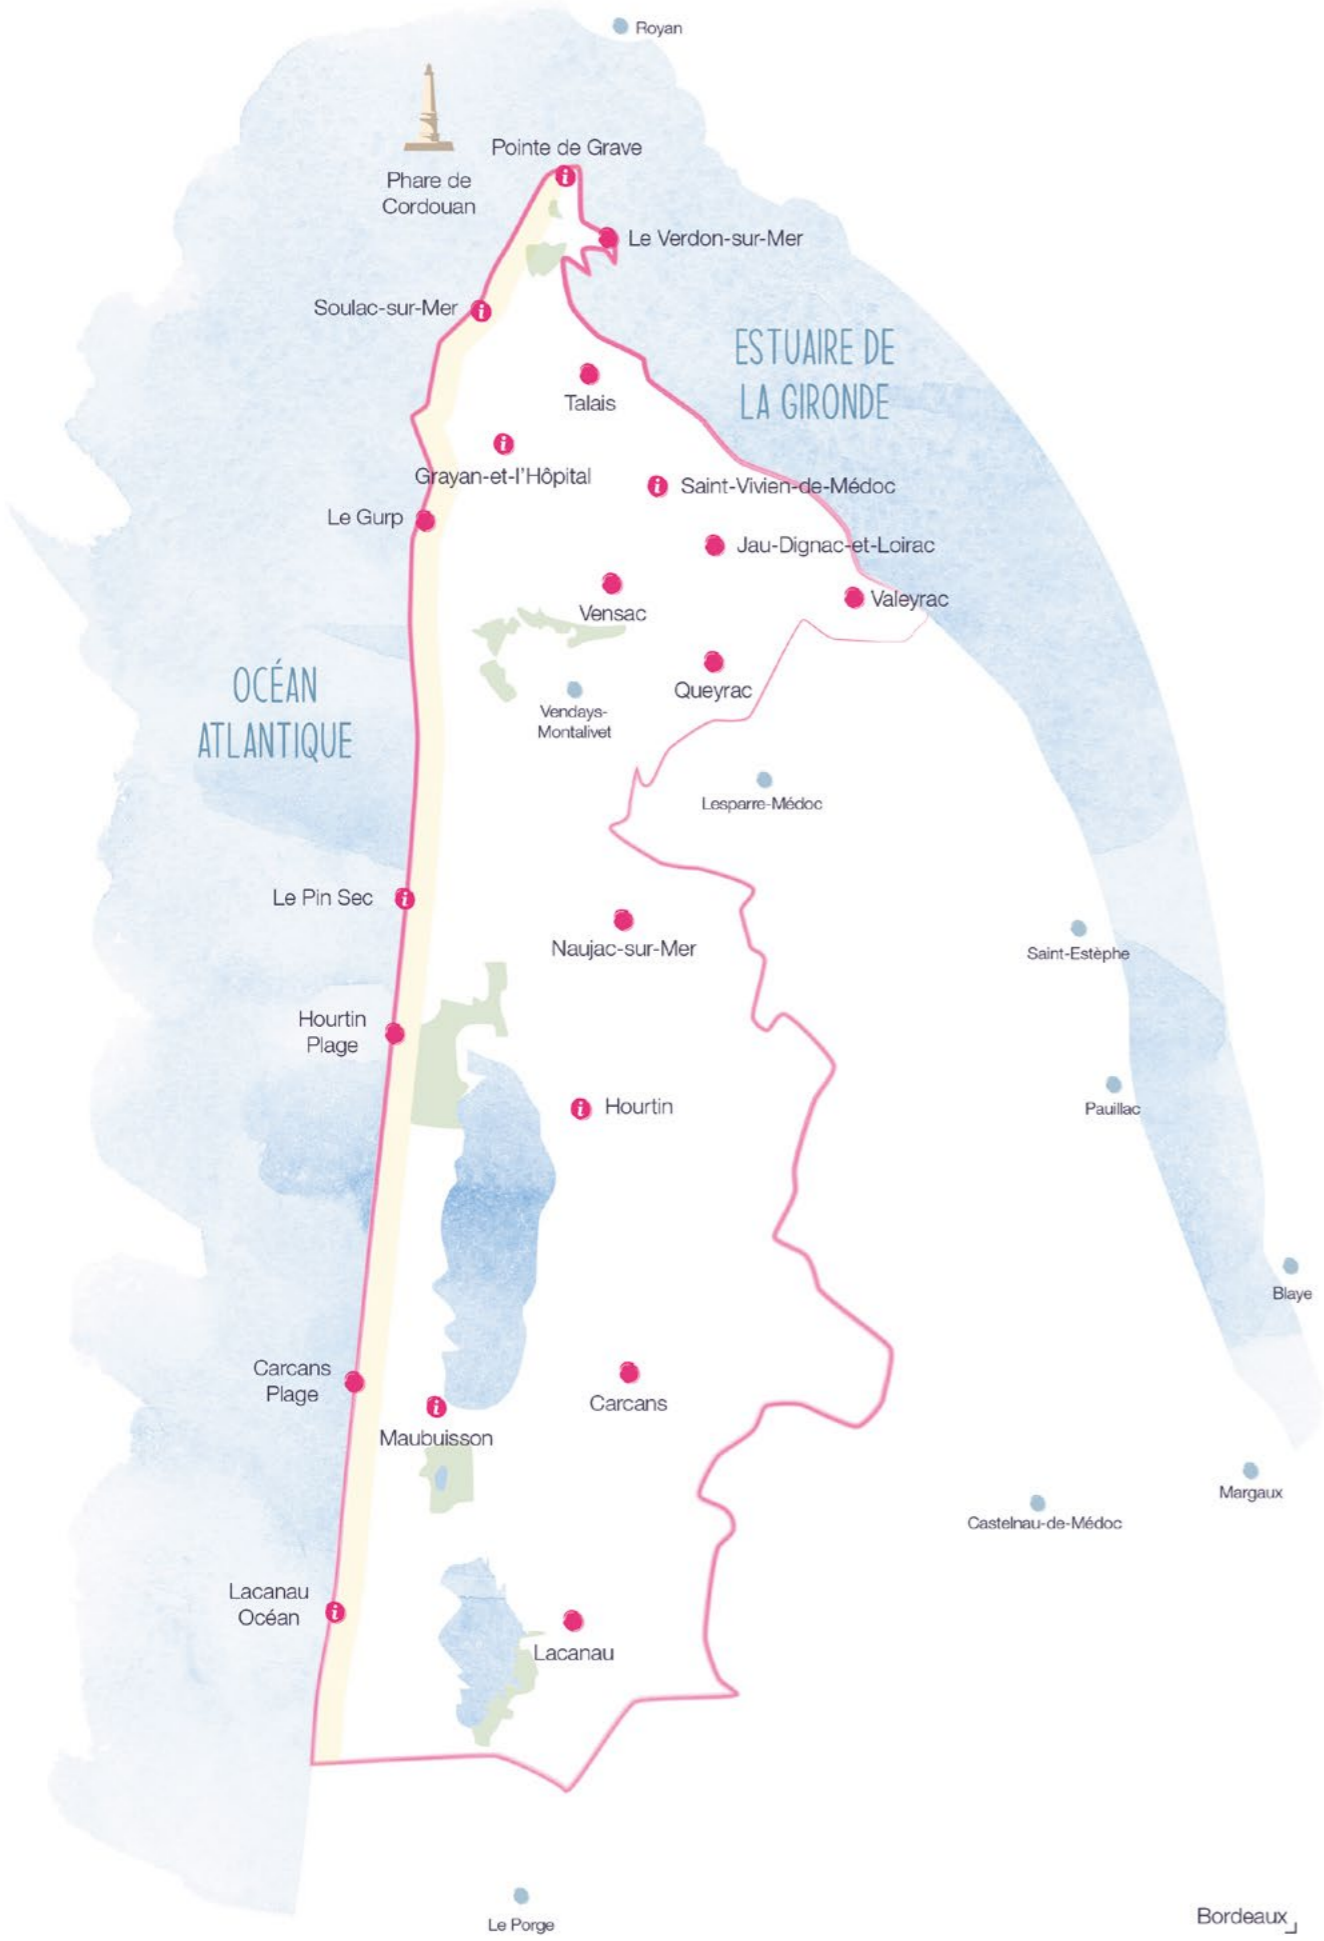 Royan
Pointe de Grave
Phare de
Cordouan
Le Verdon-sur-Mer
Soulac-sur-Mer
ESTUAIRE DE
LA GIRONDE
Talais
Grayan-et-l'Hôpital
Saint-Vivien-de-Médoc
Le Gurp
Jau-Dignac-et-Loirac
Vensac
Valeyrac
OCÉAN
ATLANTIQUE
Queyrac
Vendays-
Montalivet
Lesparre-Médoc
Le Pin Sec
Naujac-sur-Mer
Saint-Estèphe
Hourtin
Plage
Hourtin
Pauillac
Blaye
Carcans
Plage
Carcans
Maubuisson
Margaux
Castelnau-de-Médoc
Lacanau
Océan
Lacanau
Le Porge
Bordeaux